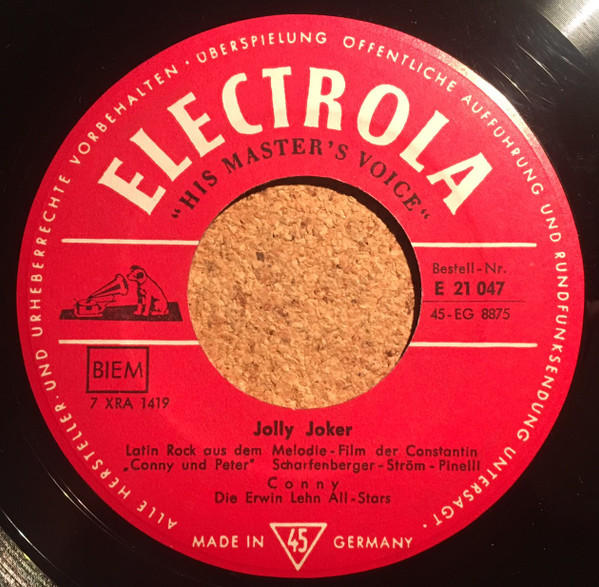 ALLE HERSTELLER- UND URHEBERRECHTE VORBEHALTEN · ÜBERSPIELUNG ÖFFENTLICHE AUFFÜHRUNG UND RUNDFUNKSENDUNG UNTERSAGT ·
ELECTROLA
"HIS MASTER'S VOICE"
Bestell-Nr.
E 21 047
45-EG 8875
BIEM
7 XRA 1419
Jolly Joker
Latin Rock aus dem Melodie-Film der Constantin
„Conny und Peter" Scharfenberger-Ström-Pinelli
Conny
Die Erwin Lehn All-Stars
MADE IN 45 GERMANY